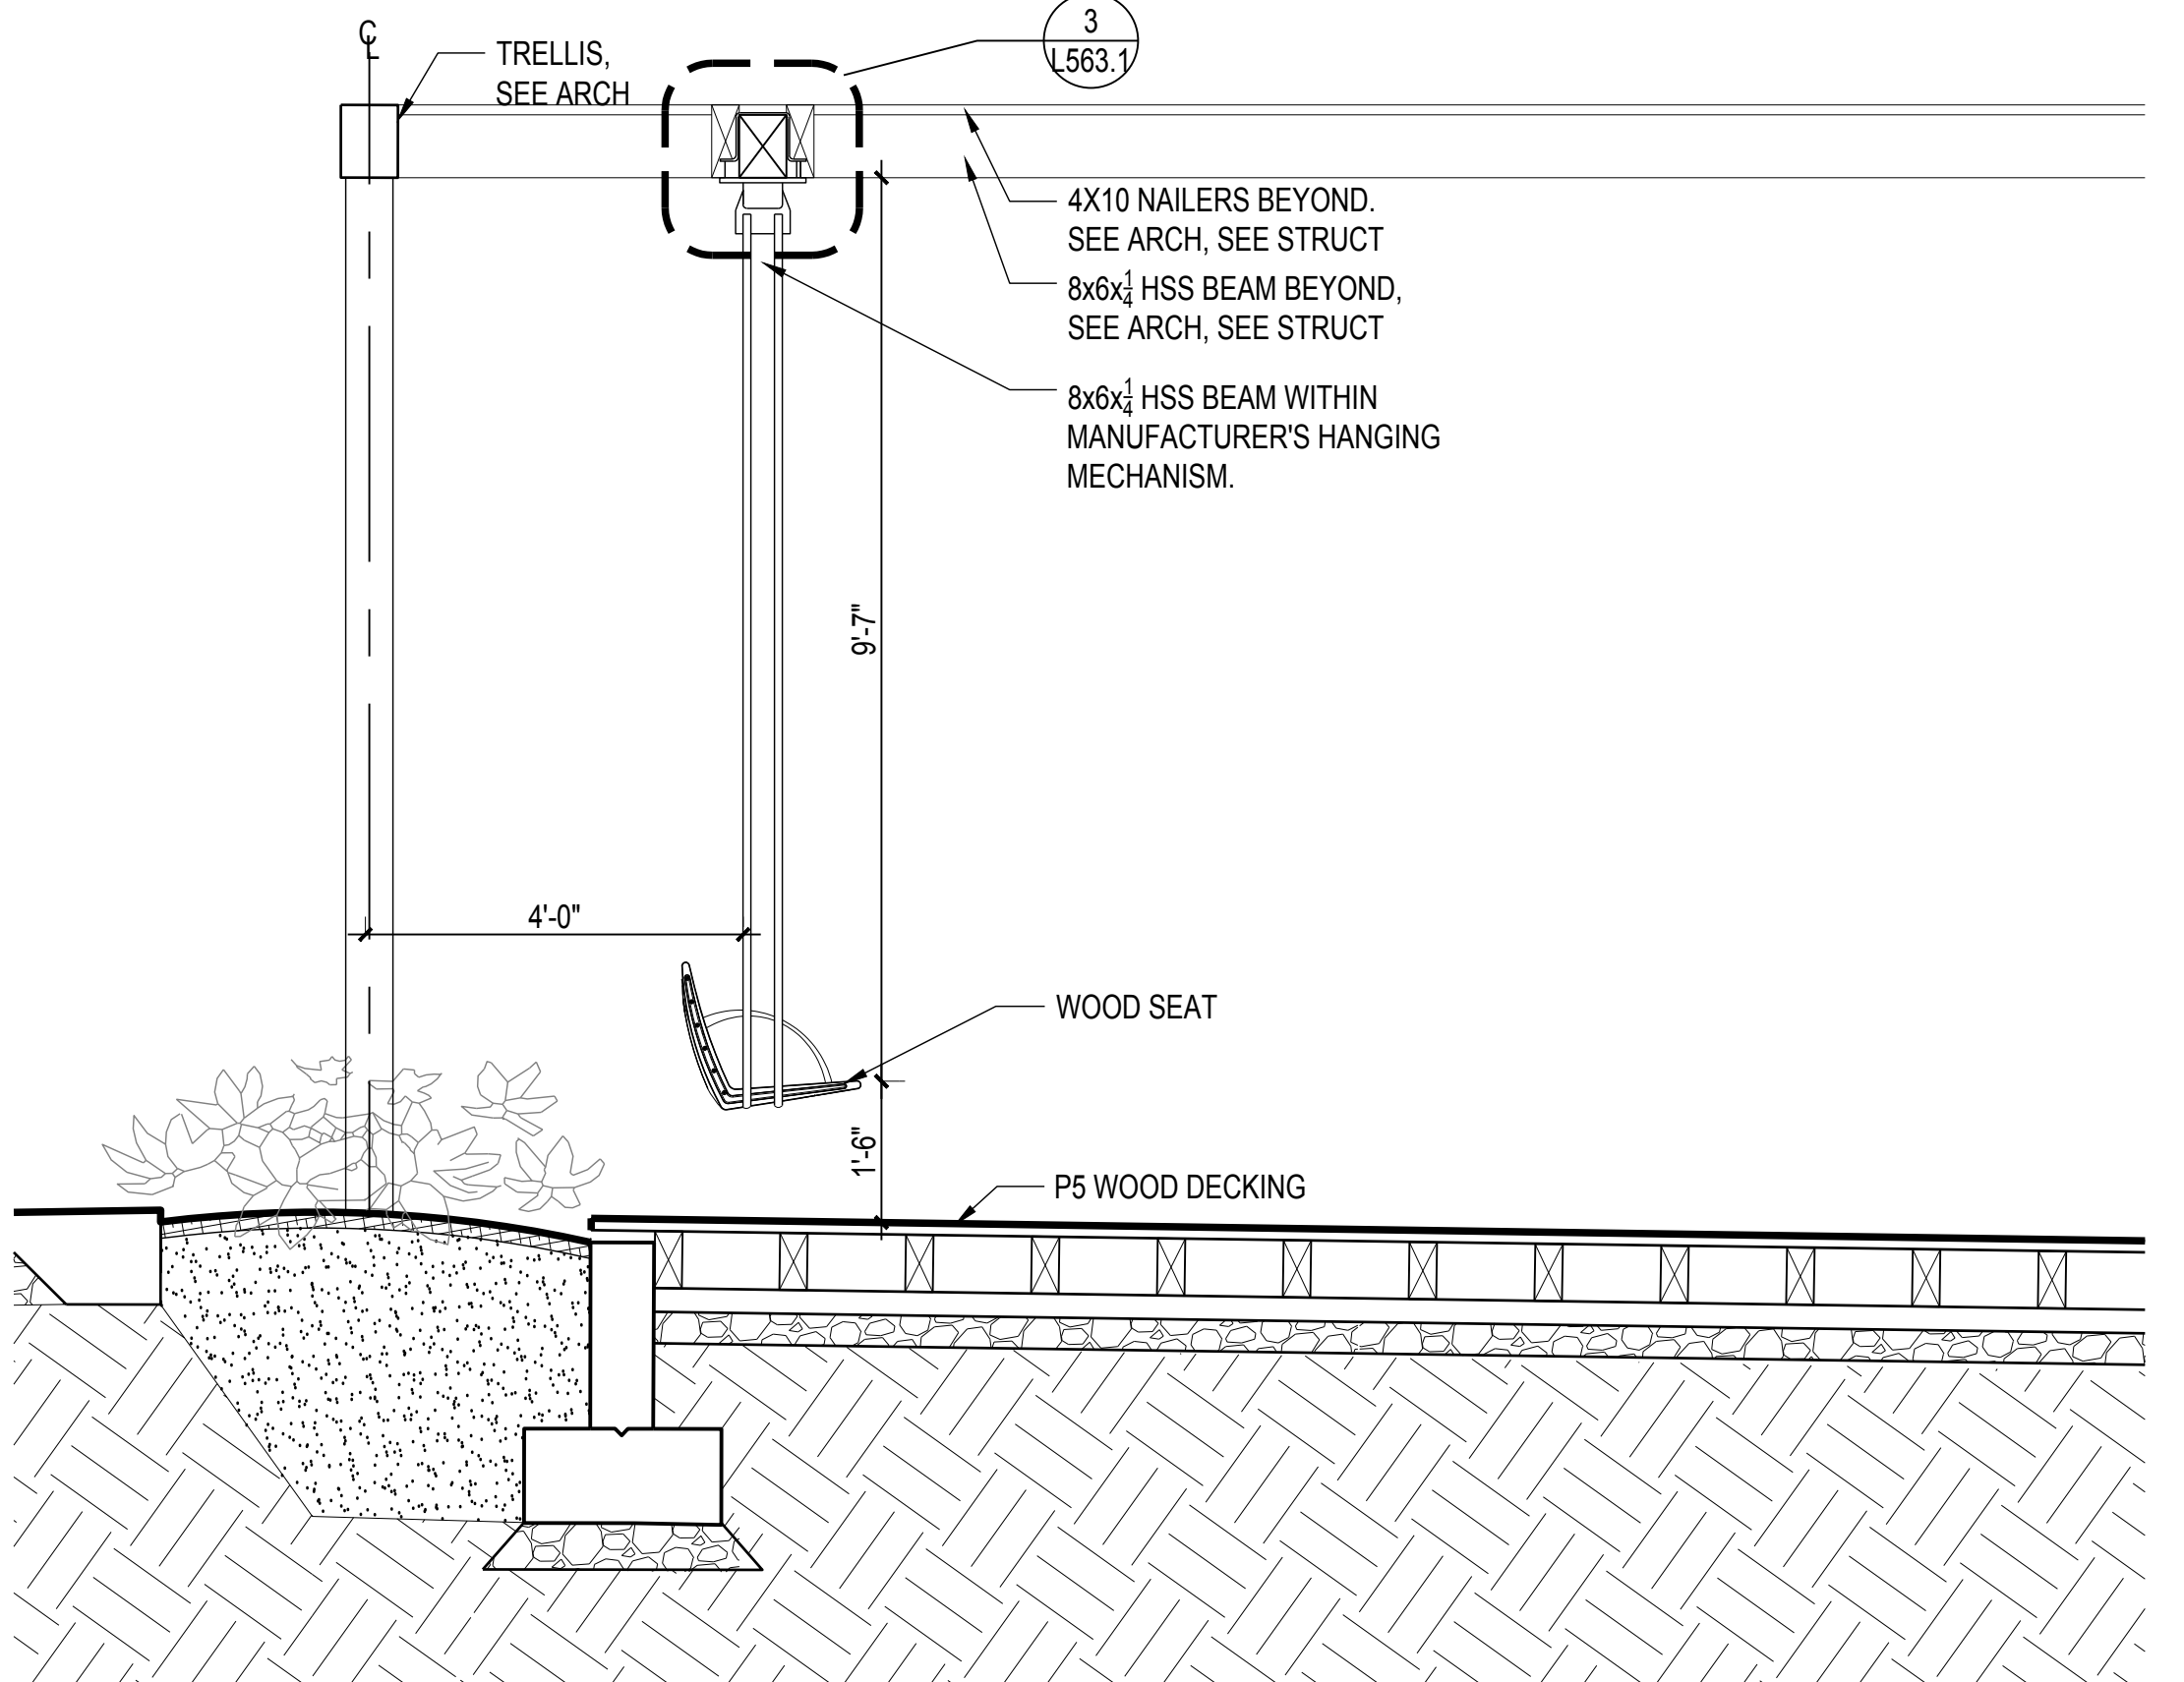 3
L563.1
C
L
TRELLIS,
SEE ARCH
4X10 NAILERS BEYOND.
SEE ARCH, SEE STRUCT
8x6x1/4 HSS BEAM BEYOND,
SEE ARCH, SEE STRUCT
8x6x1/4 HSS BEAM WITHIN
MANUFACTURER'S HANGING
MECHANISM.
9'-7"
4'-0"
WOOD SEAT
1'-6"
P5 WOOD DECKING